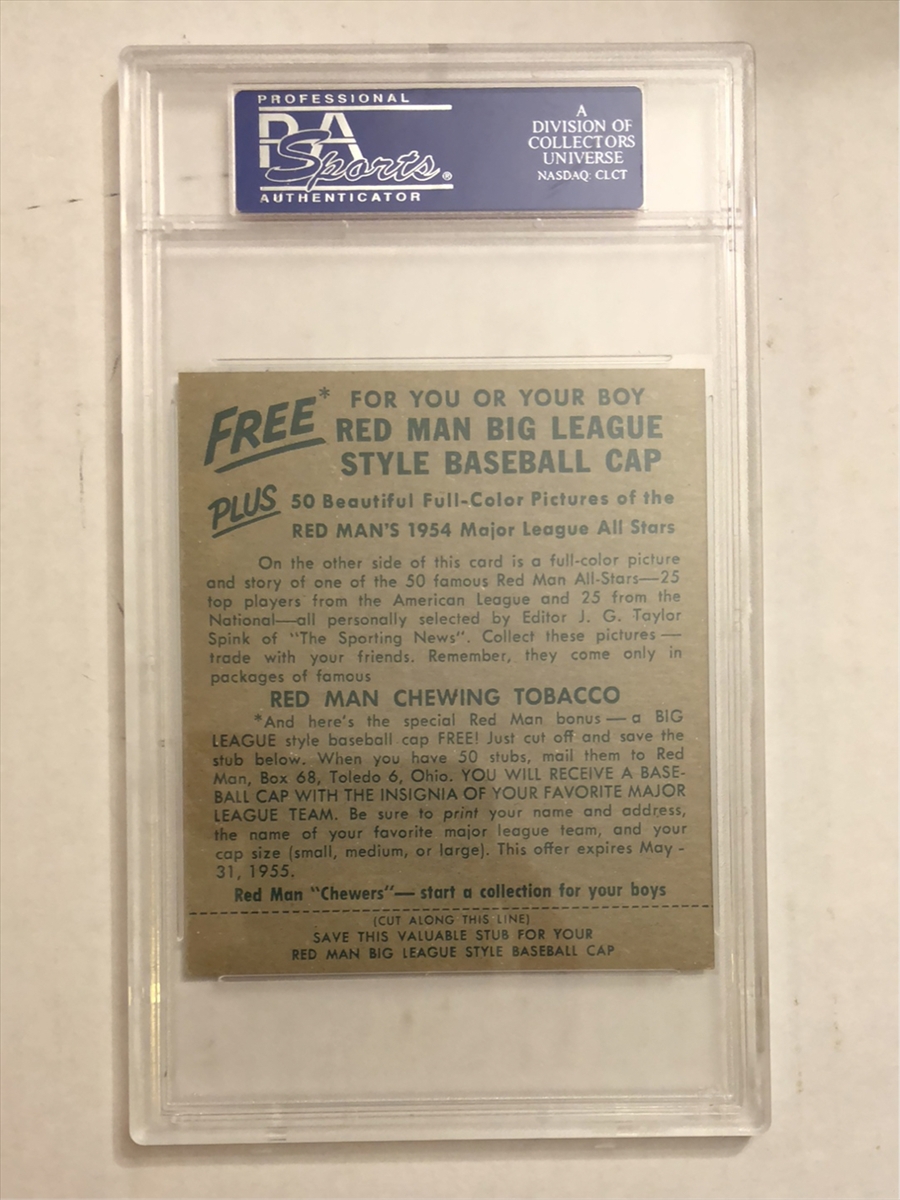 PROFESSIONAL
PSA
Sports®
AUTHENTICATOR
A
DIVISION OF
COLLECTORS
UNIVERSE
NASDAQ: CLCT
FREE* FOR YOU OR YOUR BOY
RED MAN BIG LEAGUE
STYLE BASEBALL CAP
PLUS 50 Beautiful Full-Color Pictures of the
RED MAN'S 1954 Major League All Stars
On the other side of this card is a full-color picture
and story of one of the 50 famous Red Man All-Stars—25
top players from the American League and 25 from the
National—all personally selected by Editor J. G. Taylor
Spink of "The Sporting News". Collect these pictures —
trade with your friends. Remember, they come only in
packages of famous
RED MAN CHEWING TOBACCO
*And here's the special Red Man bonus — a BIG
LEAGUE style baseball cap FREE! Just cut off and save the
stub below. When you have 50 stubs, mail them to Red
Man, Box 68, Toledo 6, Ohio. YOU WILL RECEIVE A BASE-
BALL CAP WITH THE INSIGNIA OF YOUR FAVORITE MAJOR
LEAGUE TEAM. Be sure to print your name and address,
the name of your favorite major league team, and your
cap size (small, medium, or large). This offer expires May -
31, 1955.
Red Man "Chewers"— start a collection for your boys
(CUT ALONG THIS LINE)
SAVE THIS VALUABLE STUB FOR YOUR
RED MAN BIG LEAGUE STYLE BASEBALL CAP